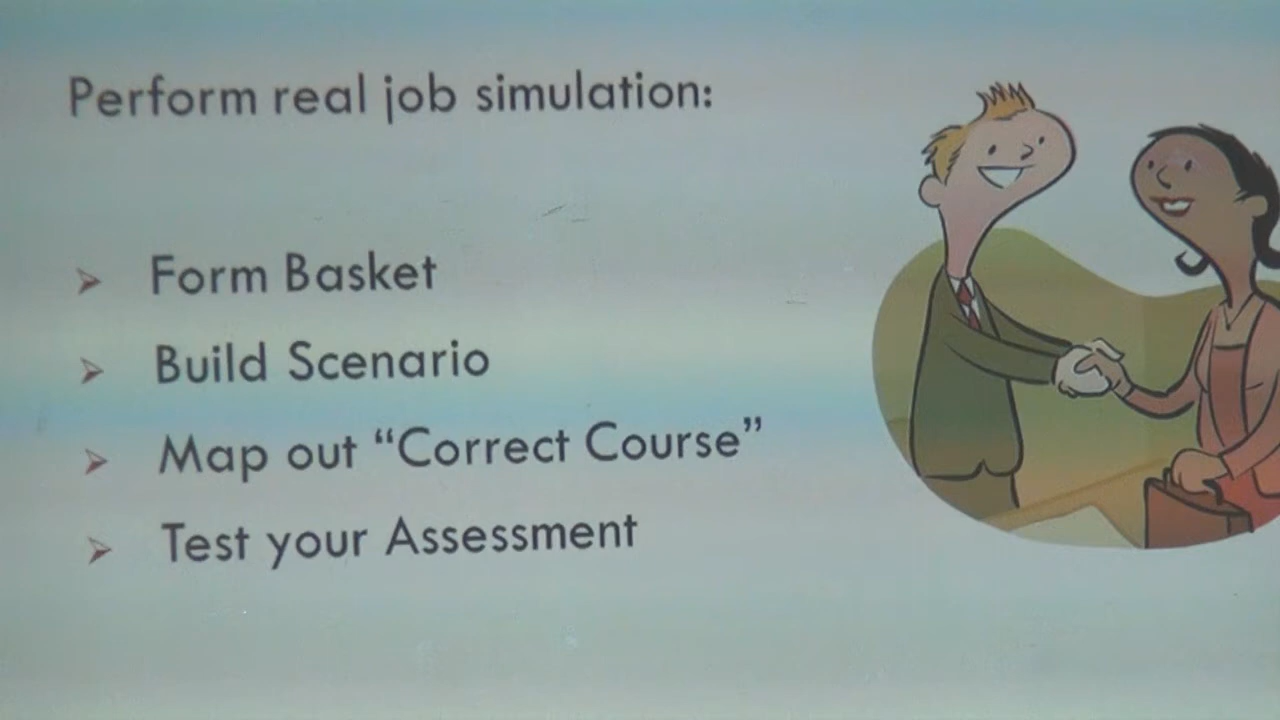 Perform real job simulation:
Form Basket
Build Scenario
Map out “Correct Course”
Test your Assessment